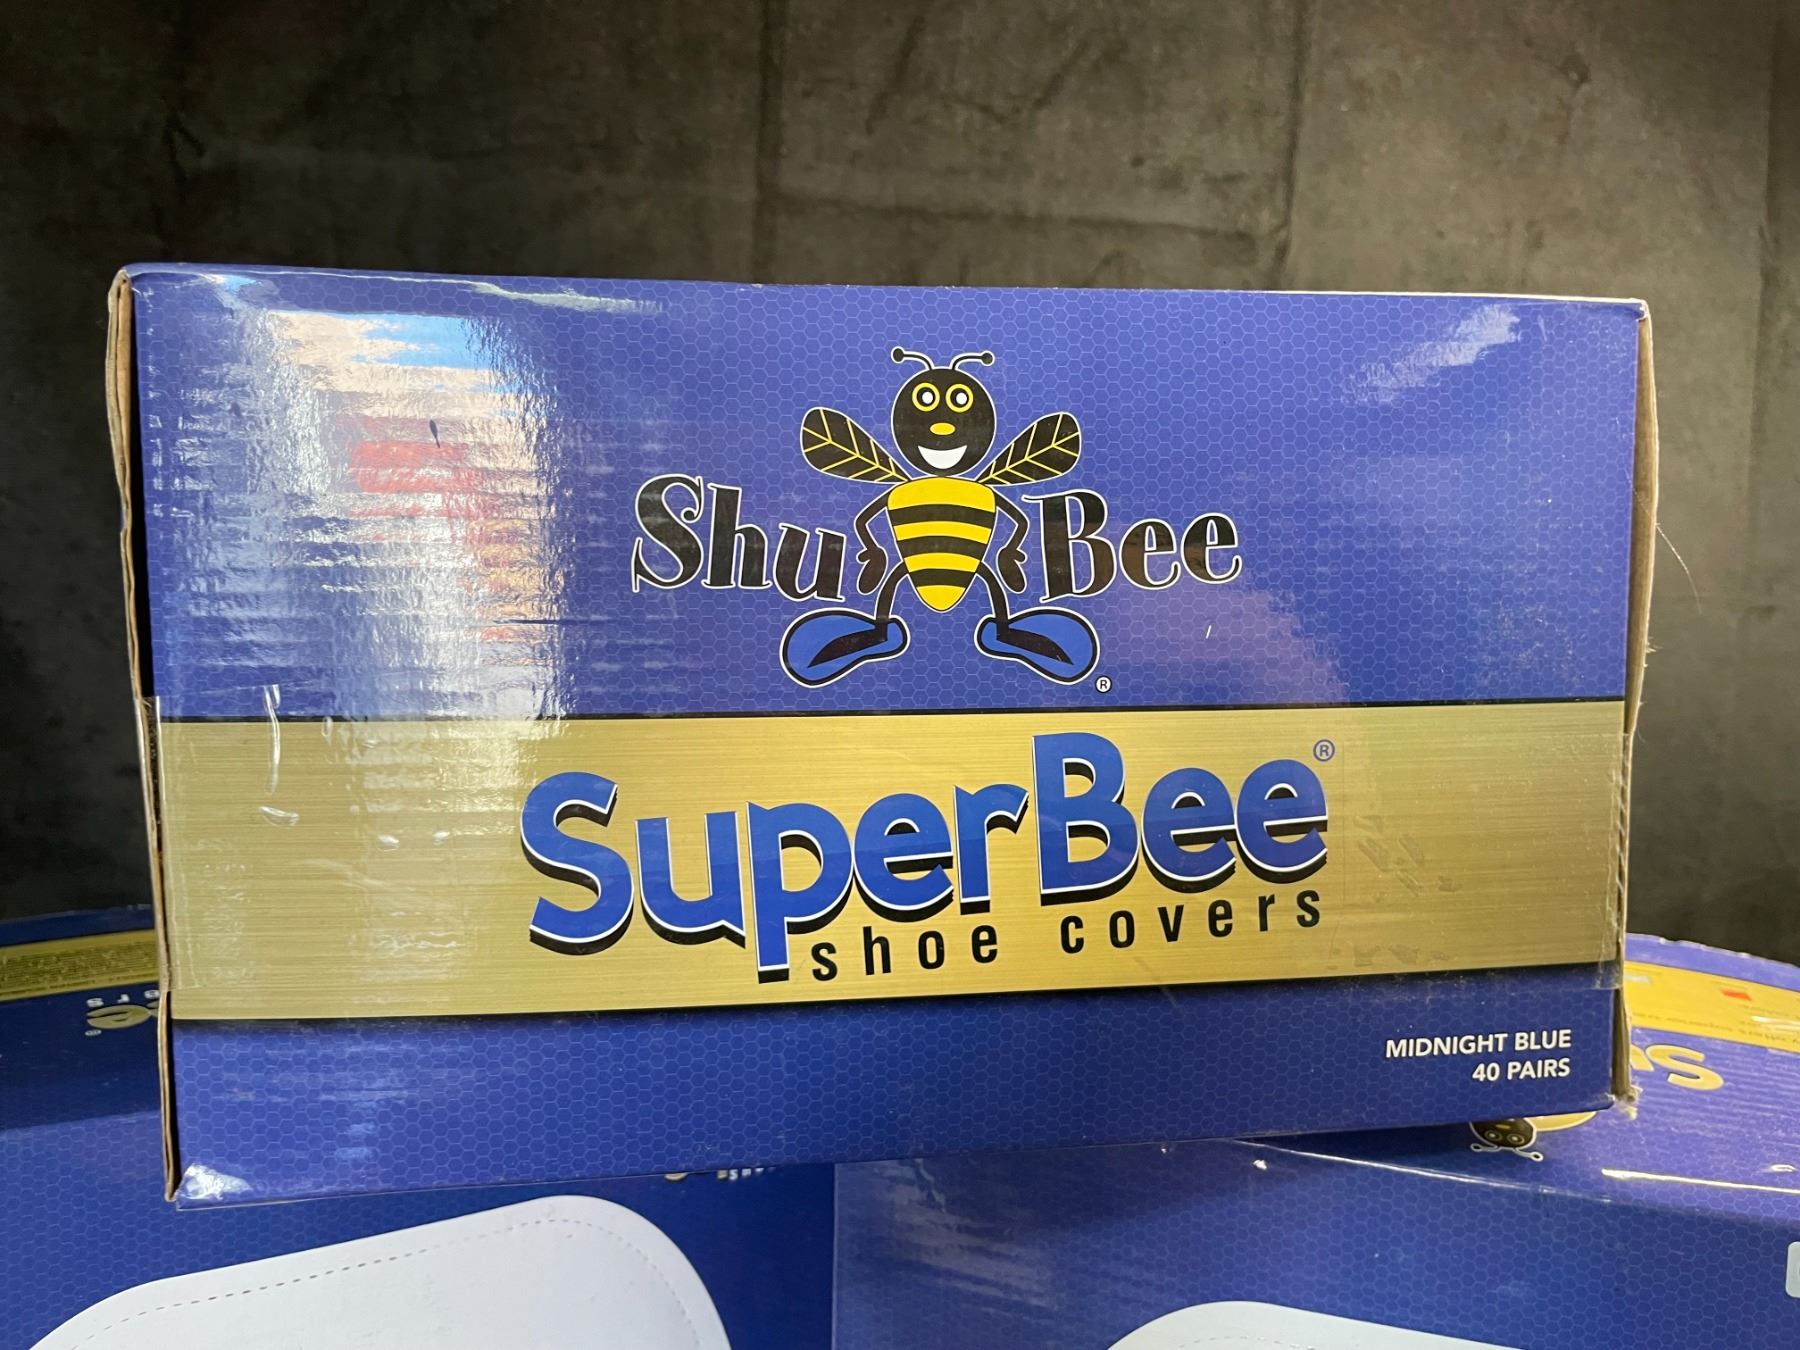 Shu Bee
®
SuperBee®
shoe covers
MIDNIGHT BLUE
40 PAIRS